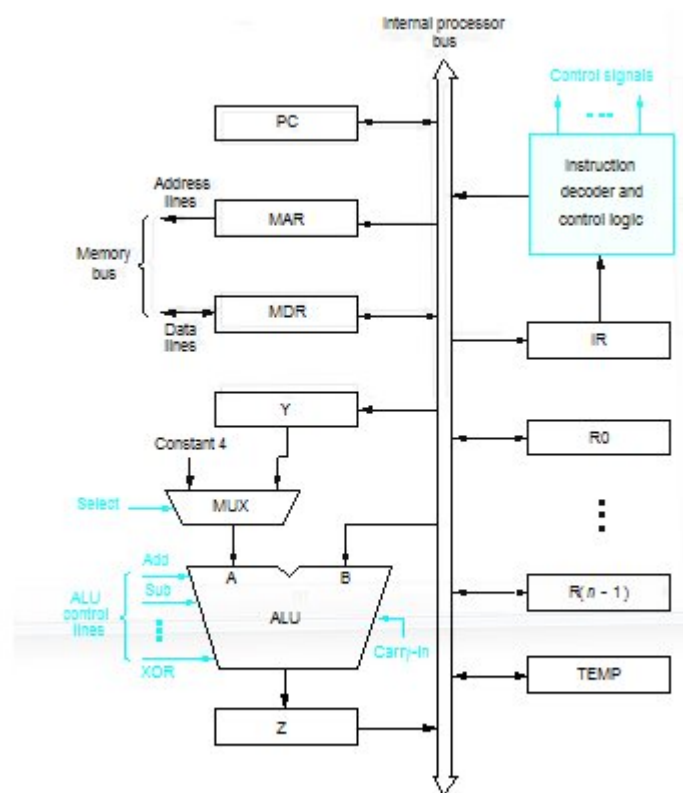 Internal processor
bus
Control signals
PC
Instruction
decoder and
control logic
Address
lines
MAR
Memory
bus
MDR
Data
lines
IR
Y
Constant 4
R0
Select
MUX
Add
A
B
Sub
R(n - 1)
ALU
control
lines
ALU
Carry-in
XOR
TEMP
Z